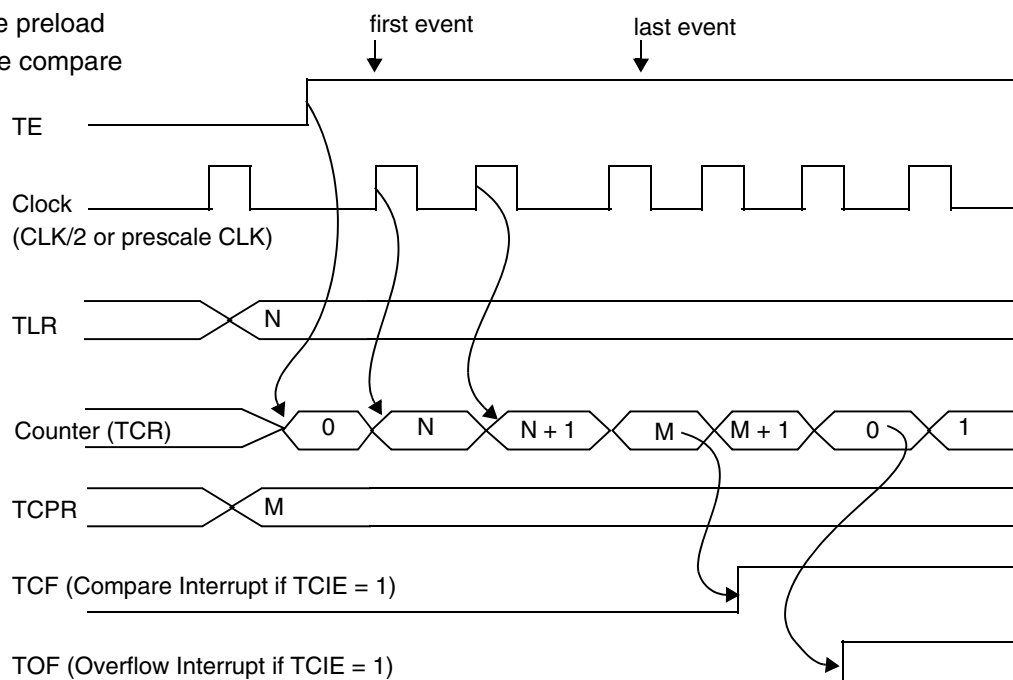 e preload
e compare
first event
last event
TE
Clock
(CLK/2 or prescale CLK)
TLR
N
Counter (TCR)
0
N
N + 1
M
M + 1
0
1
TCPR
M
TCF (Compare Interrupt if TCIE = 1)
TOF (Overflow Interrupt if TCIE = 1)